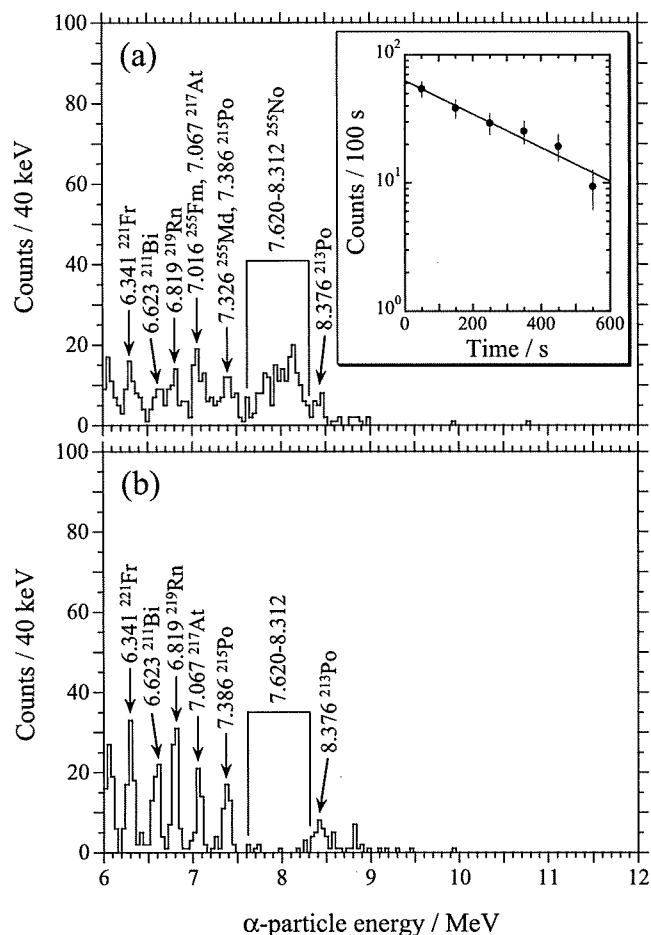 100
80
60
40
20
0
Counts / 40 keV
(a)
6.341 ²²¹Fr
6.623 ²¹¹Bi
6.819 ²¹⁹Rn
7.016 ²⁵⁵Fm, 7.067 ²¹⁷At
7.326 ²⁵⁵Md, 7.386 ²¹⁵Po
7.620-8.312 ²⁵⁵No
8.376 ²¹³Po
10²
10¹
10⁰
Counts / 100 s
0 200 400 600
Time / s
100
80
60
40
20
0
Counts / 40 keV
(b)
6.341 ²²¹Fr
6.623 ²¹¹Bi
6.819 ²¹⁹Rn
7.067 ²¹⁷At
7.386 ²¹⁵Po
7.620-8.312
8.376 ²¹³Po
6 7 8 9 10 11 12
α-particle energy / MeV